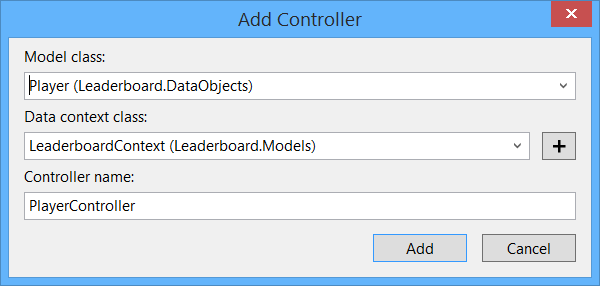 Add Controller
Model class:
Player (Leaderboard.DataObjects)
Data context class:
LeaderboardContext (Leaderboard.Models)
Controller name:
PlayerController
Add Cancel